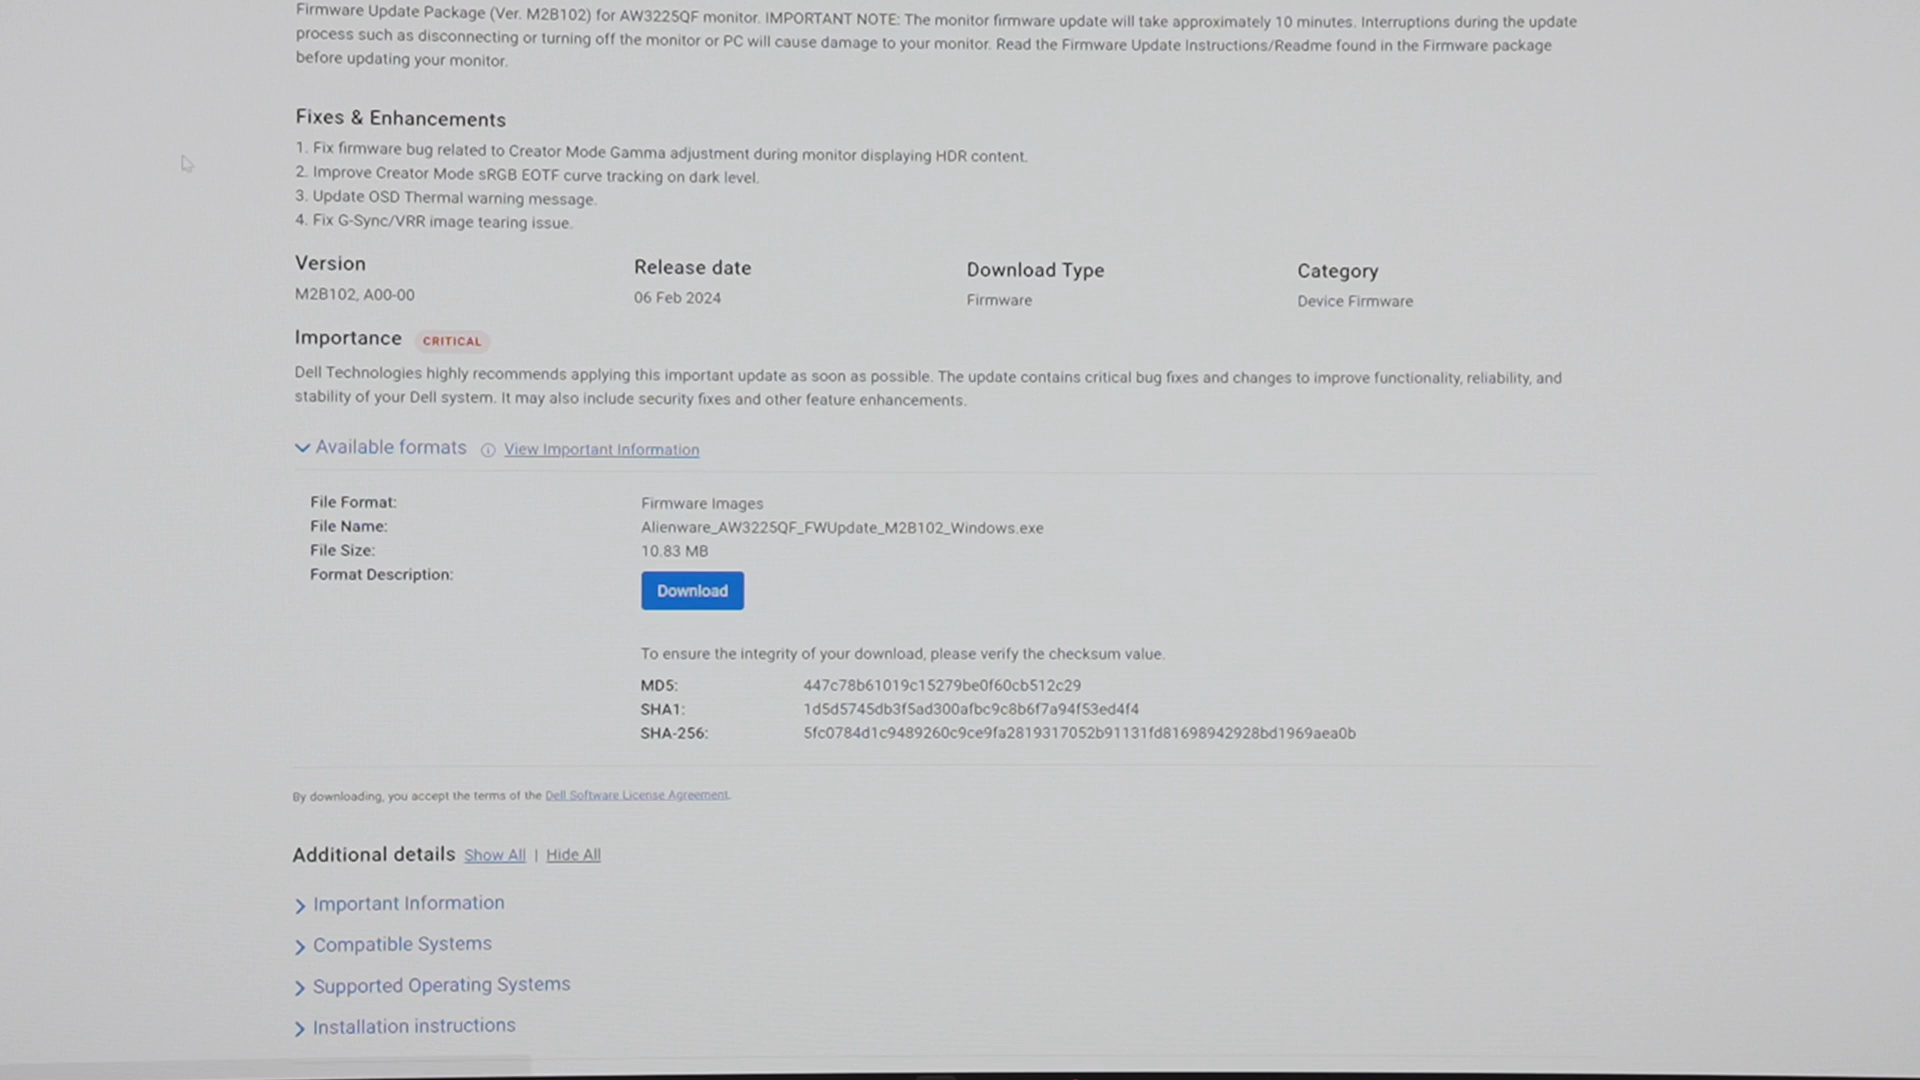 Firmware Update Package (Ver. M2B102) for AW3225QF monitor. IMPORTANT NOTE: The monitor firmware update will take approximately 10 minutes. Interruptions during the update
process such as disconnecting or turning off the monitor or PC will cause damage to your monitor. Read the Firmware Update Instructions/Readme found in the Firmware package
before updating your monitor.
Fixes & Enhancements
1. Fix firmware bug related to Creator Mode Gamma adjustment during monitor displaying HDR content.
2. Improve Creator Mode sRGB EOTF curve tracking on dark level.
3. Update OSD Thermal warning message.
4. Fix G-Sync/VRR image tearing issue.
Version Release date Download Type Category
M2B102, A00-00 06 Feb 2024 Firmware Device Firmware
Importance CRITICAL
Dell Technologies highly recommends applying this important update as soon as possible. The update contains critical bug fixes and changes to improve functionality, reliability, and
stability of your Dell system. It may also include security fixes and other feature enhancements.
Available formats View Important Information
File Format: Firmware Images
File Name: Alienware_AW3225QF_FWUpdate_M2B102_Windows.exe
File Size: 10.83 MB
Format Description:
Download
To ensure the integrity of your download, please verify the checksum value.
MD5: 447c78b61019c15279be0f60cb512c29
SHA1: 1d5d5745db3f5ad300afbc9c8b6f7a94f53ed4f4
SHA-256: 5fc0784d1c9489260c9ce9fa2819317052b91131fd81698942928bd1969aea0b
By downloading, you accept the terms of the Dell Software License Agreement.
Additional details Show All | Hide All
Important Information
Compatible Systems
Supported Operating Systems
Installation instructions